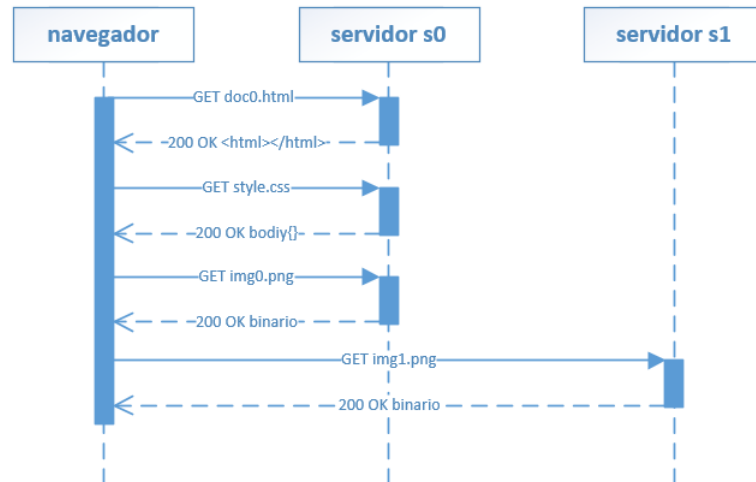 navegador
servidor s0
servidor s1
GET doc0.html
200 OK <html></html>
GET style.css
200 OK bodiy{}
GET img0.png
200 OK binario
GET img1.png
200 OK binario